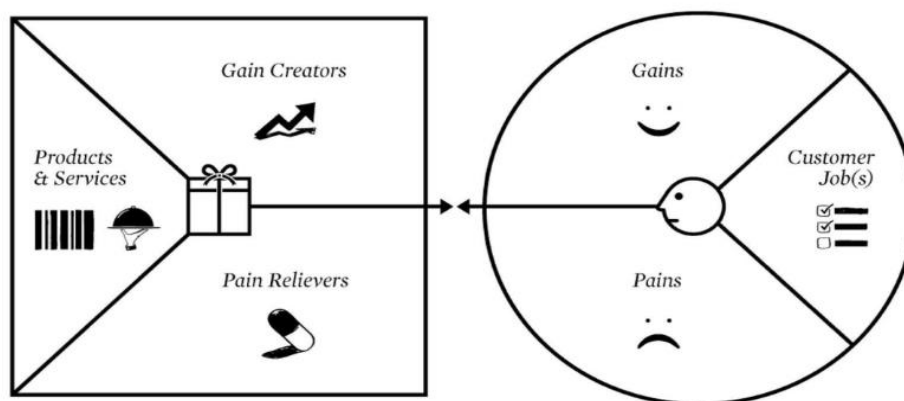 Gain Creators
Products
& Services
Pain Relievers
Gains
Customer
Job(s)
Pains